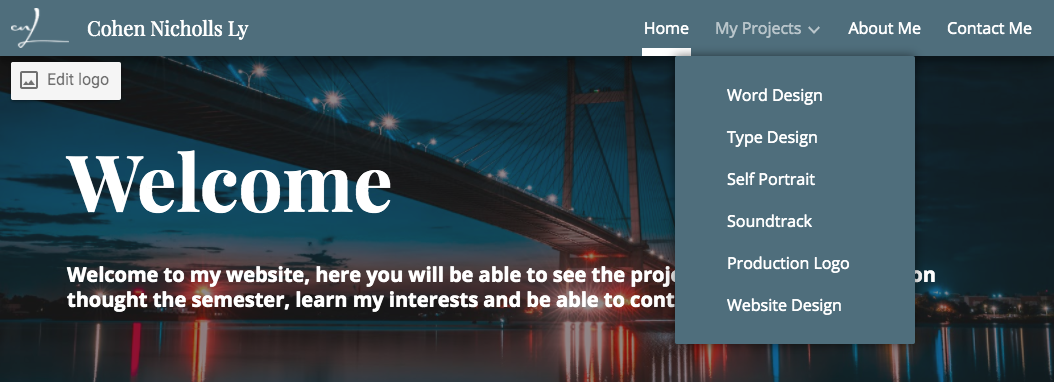 cnL
Cohen Nicholls Ly
Home
My Projects
About Me
Contact Me
Edit logo
Word Design
Type Design
Self Portrait
Soundtrack
Production Logo
Website Design
Welcome
Welcome to my website, here you will be able to see the proje on
thought the semester, learn my interests and be able to cont